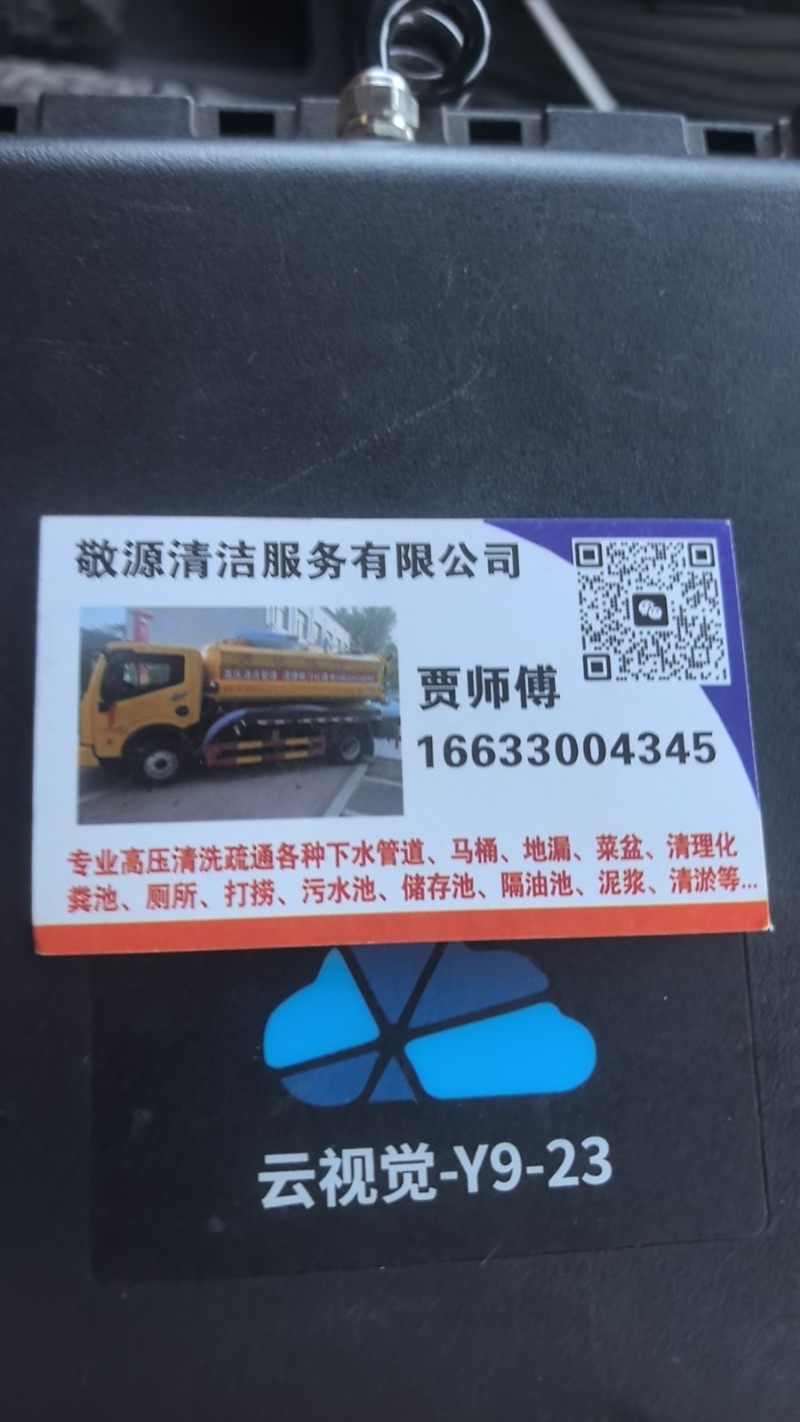 敬源清洁服务有限公司
贾师傅
16633004345
专业高压清洗疏通各种下水管道、马桶、地漏、菜盆、清理化
粪池、厕所、打捞、污水池、储存池、隔油池、泥浆、清淤等...
云视觉-Y9-23